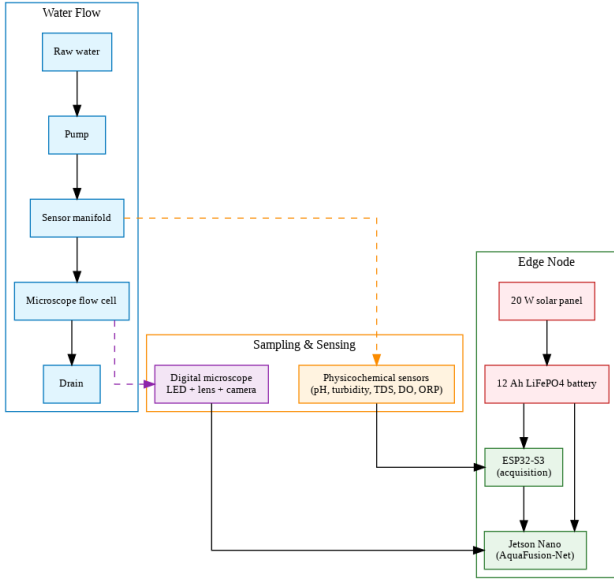 Water Flow
Raw water
Pump
Sensor manifold
Microscope flow cell
Drain
Sampling & Sensing
Digital microscope
LED + lens + camera
Physicochemical sensors
(pH, turbidity, TDS, DO, ORP)
Edge Node
20 W solar panel
12 Ah LiFePO4 battery
ESP32-S3
(acquisition)
Jetson Nano
(AquaFusion-Net)